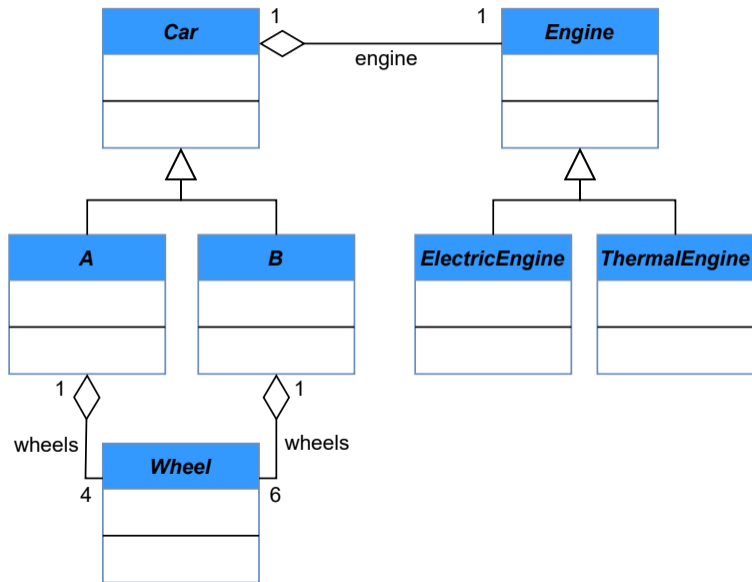 Car
1
1
engine
Engine
A
B
ElectricEngine
ThermalEngine
1
1
wheels
wheels
Wheel
4
6